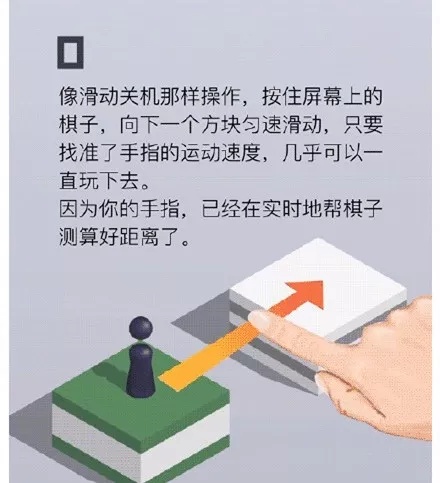 像滑动关机那样操作，按住屏幕上的
棋子，向下一个方块匀速滑动，只要
找准了手指的运动速度，几乎可以一
直玩下去。
因为你的手指，已经在实时地帮棋子
测算好距离了。